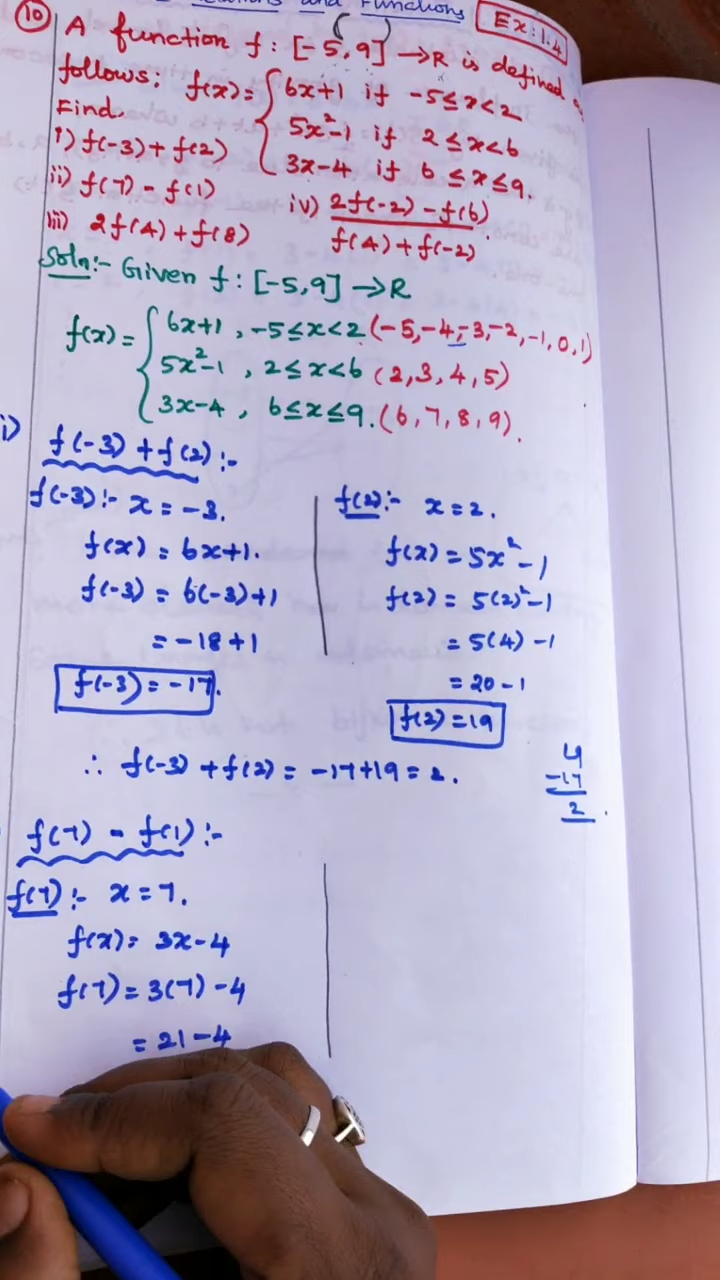 and Functions
Ex: 1.4
10 A function f : [-5, 9] → R is defined
follows: f(x) = { 6x+1 if -5 ≤ x < 2
5x²-1 if 2 ≤ x < 6
3x-4 if 6 ≤ x ≤ 9.
Find.
i) f(-3) + f(2)
ii) f(7) - f(1)
iii) 2f(4) + f(8)
iv) 2f(-2) - f(6)
f(4) + f(-2)
Soln:- Given f : [-5, 9] → R
f(x) = { 6x+1 , -5 ≤ x < 2 (-5, -4, -3, -2, -1, 0, 1)
5x²-1 , 2 ≤ x < 6 (2, 3, 4, 5)
3x-4 , 6 ≤ x ≤ 9. (6, 7, 8, 9).
i) f(-3) + f(2) :-
f(-3) :- x = -3.
f(x) = 6x+1.
f(-3) = 6(-3)+1
= -18+1
f(-3) = -17.
f(2) :- x = 2.
f(x) = 5x²-1
f(2) = 5(2)²-1
= 5(4) -1
= 20 -1
f(2) = 19
∴ f(-3) + f(2) = -17+19 = 2.
-17
2
f(7) - f(1) :-
f(7) :- x = 7.
f(x) = 3x-4
f(7) = 3(7) -4
= 21 -4